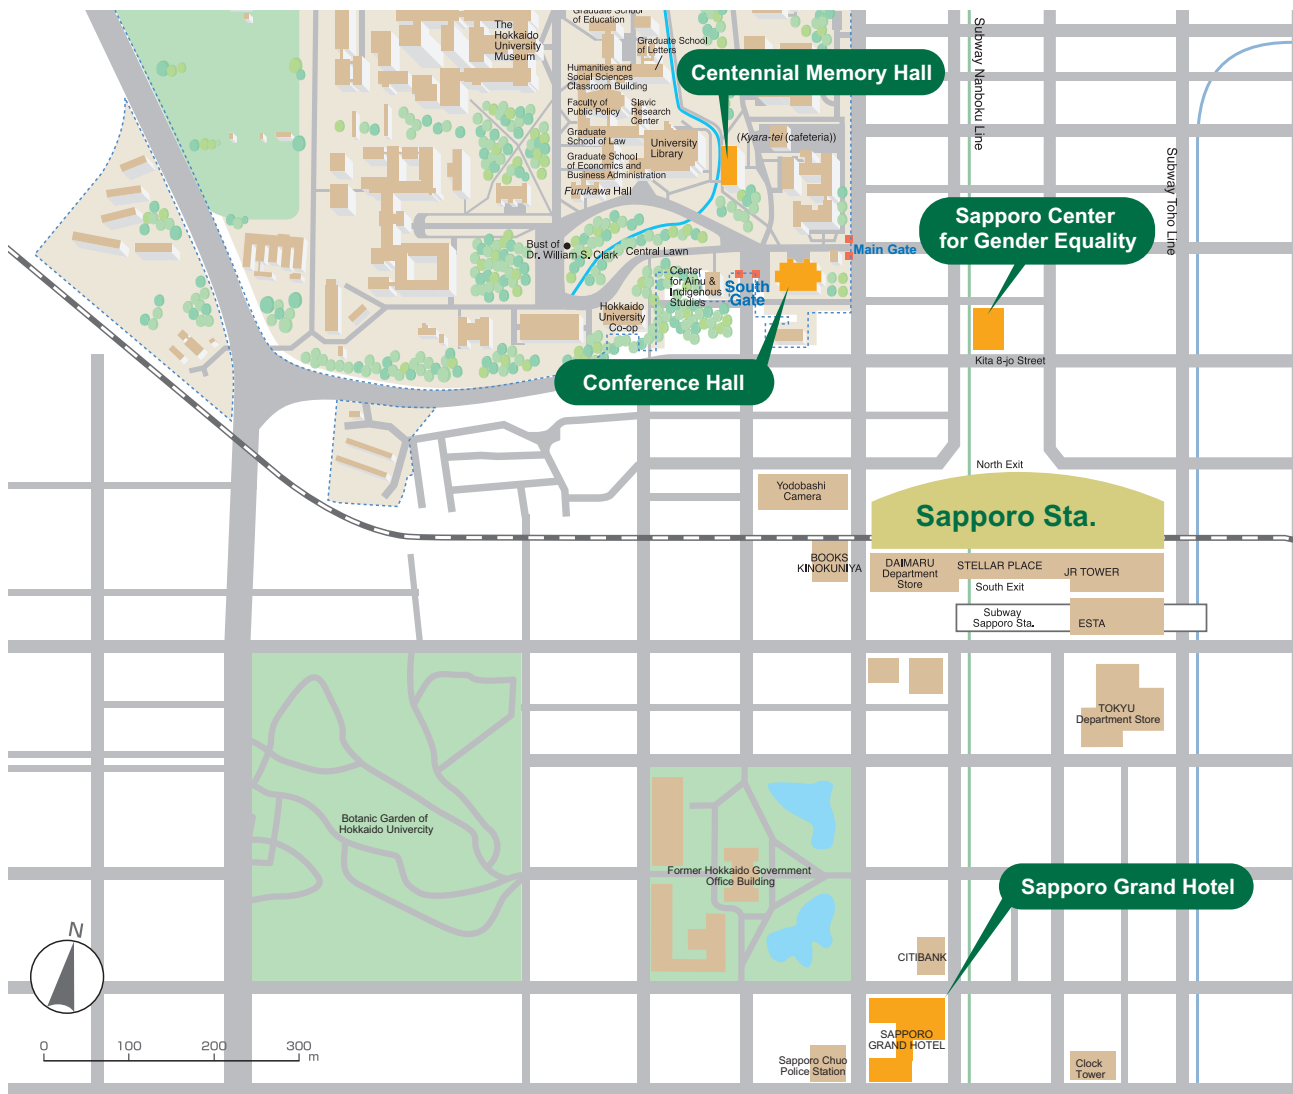 Graduate School
of Education
The
Hokkaido
University
Museum
Graduate School
of Letters
Humanities and
Social Sciences
Classroom Building
Faculty of
Public Policy
Slavic
Research
Center
Graduate
School of Law
University
Library
Graduate School
of Economics and
Business Administration
Furukawa Hall
Centennial Memory Hall
(Kyara-tei (cafeteria))
Subway Nanboku Line
Subway Toho Line
Sapporo Center
for Gender Equality
Bust of
Dr. William S. Clark
Central Lawn
Main Gate
Center
for Ainu &
Indigenous
Studies
South
Gate
Hokkaido
University
Co-op
Kita 8-jo Street
Conference Hall
North Exit
Yodobashi
Camera
Sapporo Sta.
BOOKS
KINOKUNIYA
DAIMARU
Department
Store
STELLAR PLACE
JR TOWER
South Exit
Subway
Sapporo Sta.
ESTA
TOKYU
Department Store
Botanic Garden of
Hokkaido Univercity
Former Hokkaido Government
Office Building
Sapporo Grand Hotel
N
CITIBANK
SAPPORO
GRAND HOTEL
0 100 200 300
m
Sapporo Chuo
Police Station
Clock
Tower